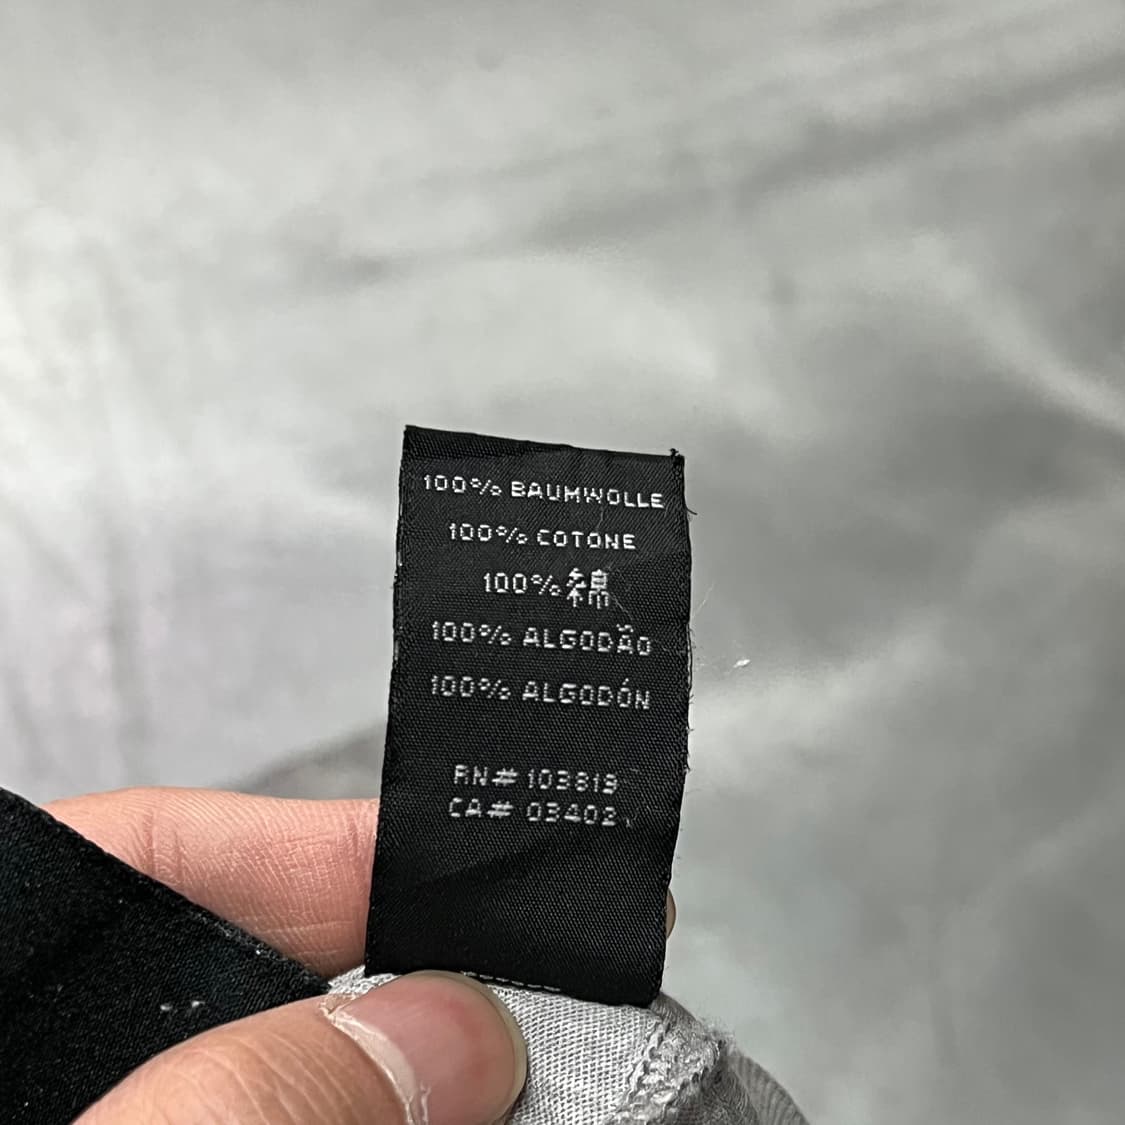 100% BAUMWOLLE
100% COTONE
100% 綿
100% ALGODÃO
100% ALGODÓN
RN# 103819
CA# 03402